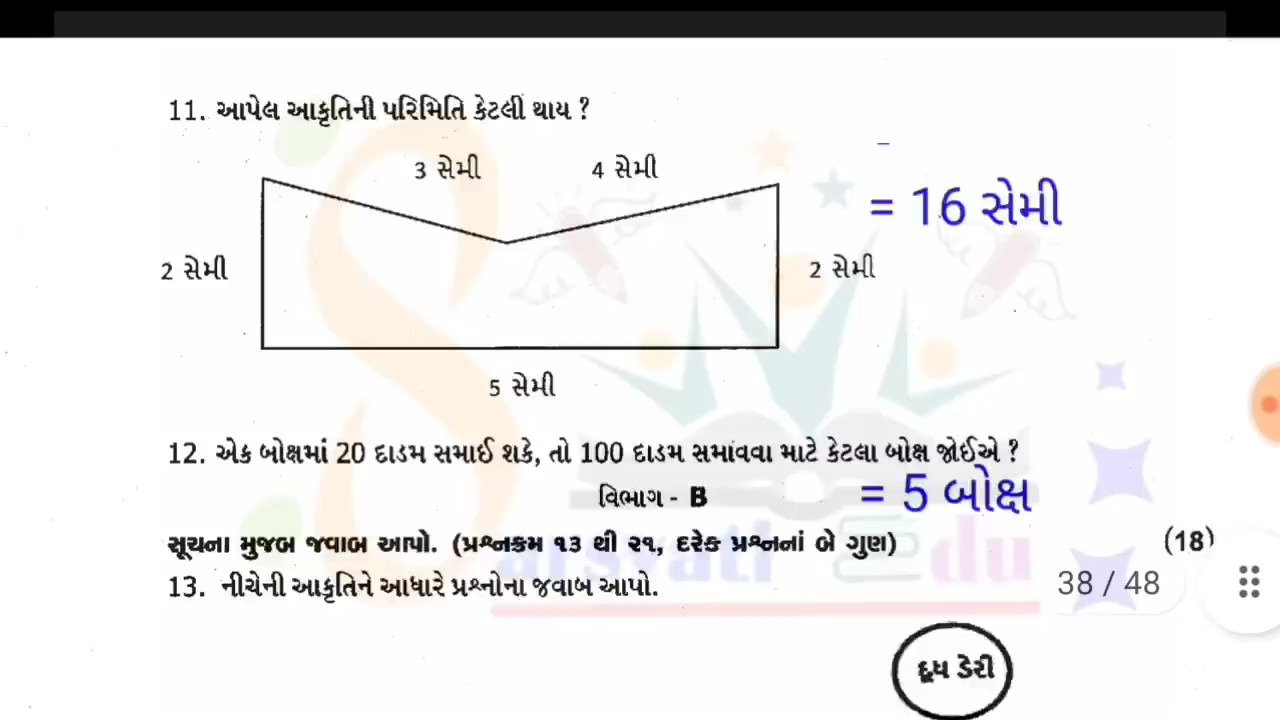 11. આપેલ આકૃતિની પરિમિતિ કેટલી થાય ?
3 સેમી
4 સેમી
= 16 સેમી
2 સેમી
2 સેમી
5 સેમી
12. એક બોક્ષમાં 20 દાડમ સમાઈ શકે, તો 100 દાડમ સમાવવા માટે કેટલા બોક્ષ જોઈએ ?
વિભાગ - B
= 5 બોક્ષ
સૂચના મુજબ જવાબ આપો. (પ્રશ્નક્રમ ૧૩ થી ૨૧, દરેક પ્રશ્નનાં બે ગુણ)
(18)
arsvati Edu
13. નીચેની આકૃતિને આધારે પ્રશ્નોના જવાબ આપો.
38 / 48
દૂધ ડેરી